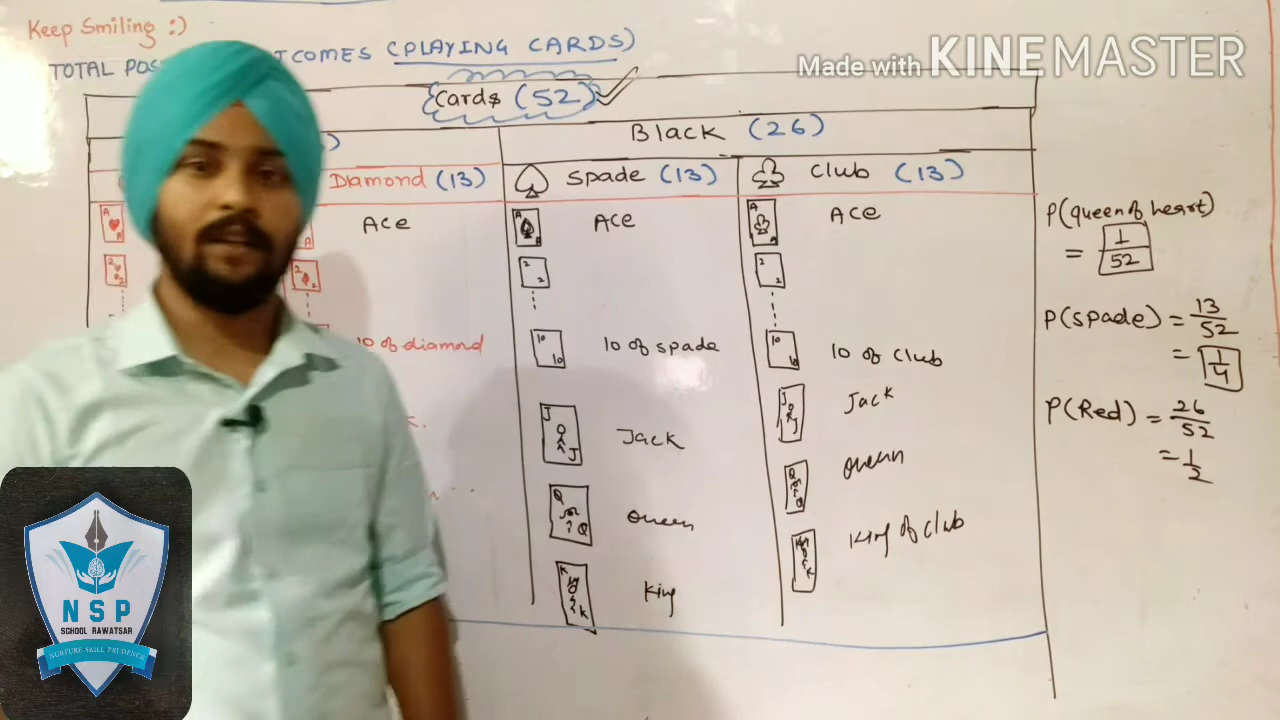 Keep Smiling :)
TOTAL POS TCOMES (PLAYING CARDS)
Made with KINEMASTER
Cards (52)
Black (26)
Diamond (13)
Spade (13)
Club (13)
Ace
Ace
Ace
10 of diamond
10 of spade
10 of club
Jack
Jack
Queen
Queen
King
King of club
P(queen of heart)
= 1/52
P(spade) = 13/52
= 1/4
P(Red) = 26/52
= 1/2
NSP
SCHOOL RAWATSAR
NURTURE SKILL PRUDENCE